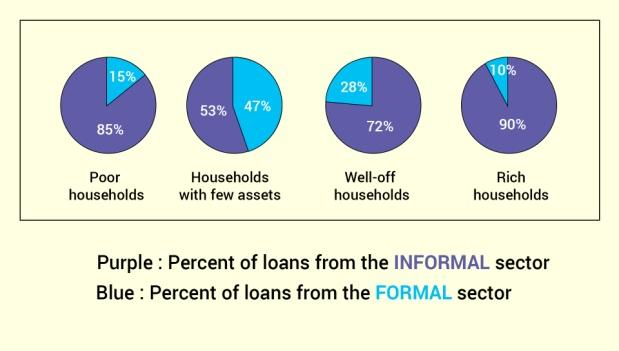 15%
85%
53%
47%
28%
72%
10%
90%
Poor
households
Households
with few assets
Well-off
households
Rich
households
Purple : Percent of loans from the INFORMAL sector
Blue : Percent of loans from the FORMAL sector